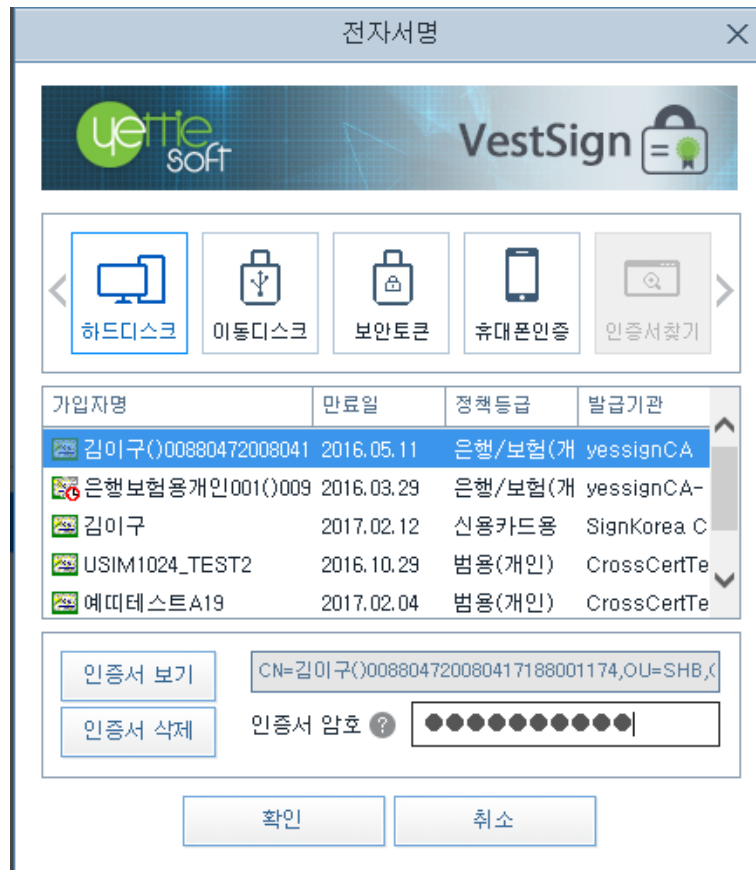 전자서명
yettie soft VestSign
하드디스크 이동디스크 보안토큰 휴대폰인증 인증서찾기
가입자명 만료일 정책등급 발급기관
김이구()00880472008041 2016.05.11 은행/보험(개 yessignCA
은행보험용개인001()009 2016.03.29 은행/보험(개 yessignCA-
김이구 2017.02.12 신용카드용 SignKorea C
USIM1024_TEST2 2016.10.29 범용(개인) CrossCertTe
예띠테스트A19 2017.02.04 범용(개인) CrossCertTe
인증서 보기 CN=김이구()008804720080417188001174,OU=SHB,(
인증서 삭제 인증서 암호 ? ●●●●●●●●●●
확인 취소